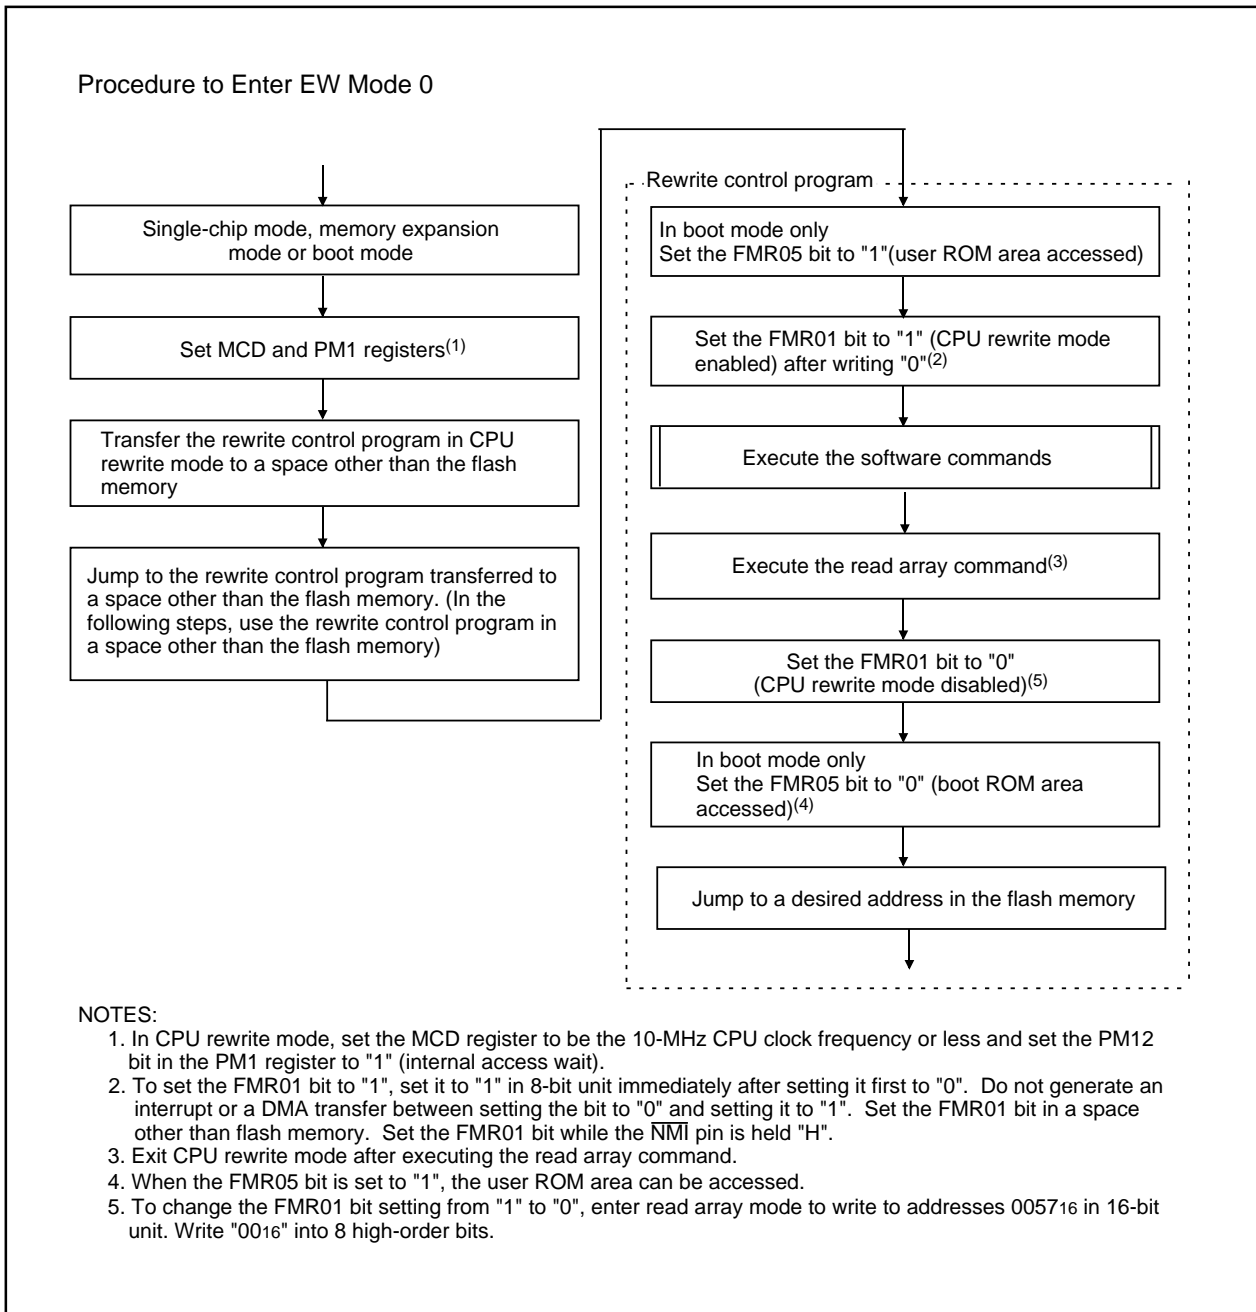 Procedure to Enter EW Mode 0
Single-chip mode, memory expansion
mode or boot mode
Set MCD and PM1 registers(1)
Transfer the rewrite control program in CPU
rewrite mode to a space other than the flash
memory
Jump to the rewrite control program transferred to
a space other than the flash memory. (In the
following steps, use the rewrite control program in
a space other than the flash memory)
Rewrite control program
In boot mode only
Set the FMR05 bit to "1"(user ROM area accessed)
Set the FMR01 bit to "1" (CPU rewrite mode
enabled) after writing "0"(2)
Execute the software commands
Execute the read array command(3)
Set the FMR01 bit to "0"
(CPU rewrite mode disabled)(5)
In boot mode only
Set the FMR05 bit to "0" (boot ROM area
accessed)(4)
Jump to a desired address in the flash memory
NOTES:
1. In CPU rewrite mode, set the MCD register to be the 10-MHz CPU clock frequency or less and set the PM12
bit in the PM1 register to "1" (internal access wait).
2. To set the FMR01 bit to "1", set it to "1" in 8-bit unit immediately after setting it first to "0".  Do not generate an
interrupt or a DMA transfer between setting the bit to "0" and setting it to "1".  Set the FMR01 bit in a space
other than flash memory.  Set the FMR01 bit while the NMI pin is held "H".
3. Exit CPU rewrite mode after executing the read array command.
4. When the FMR05 bit is set to "1", the user ROM area can be accessed.
5. To change the FMR01 bit setting from "1" to "0", enter read array mode to write to addresses 005716 in 16-bit
unit. Write "0016" into 8 high-order bits.